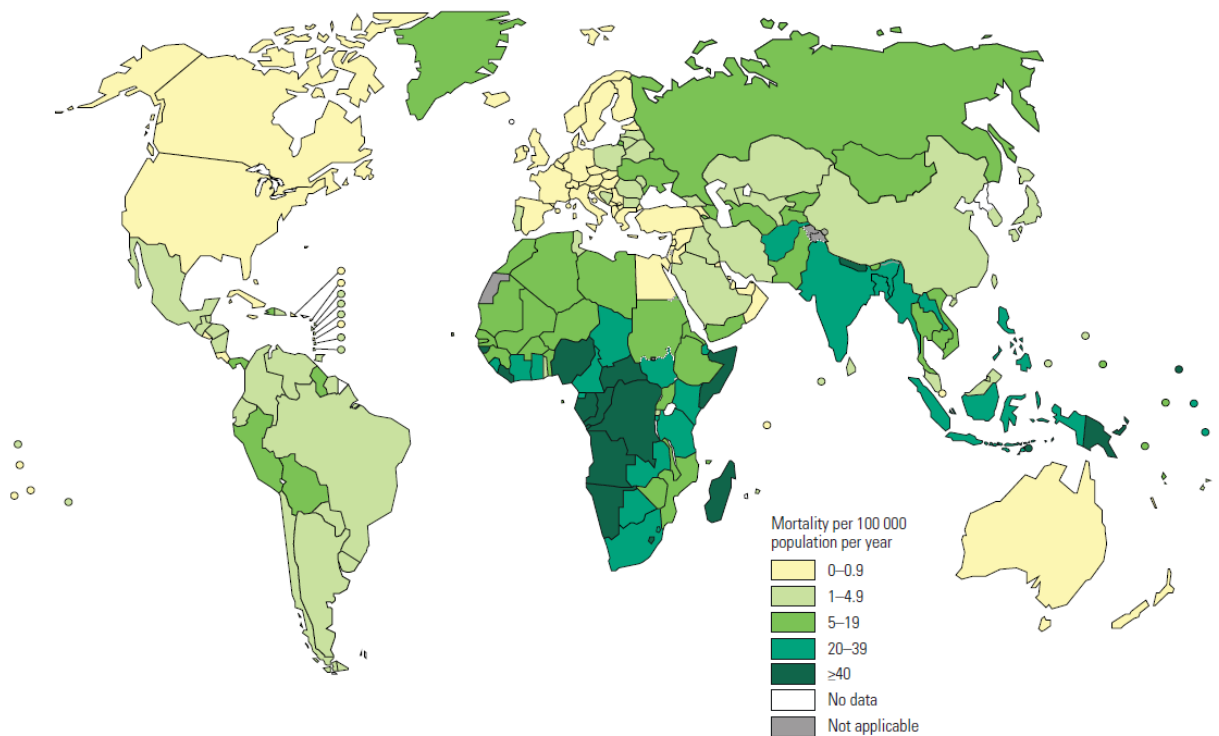 Mortality per 100 000
population per year
0–0.9
1–4.9
5–19
20–39
≥40
No data
Not applicable